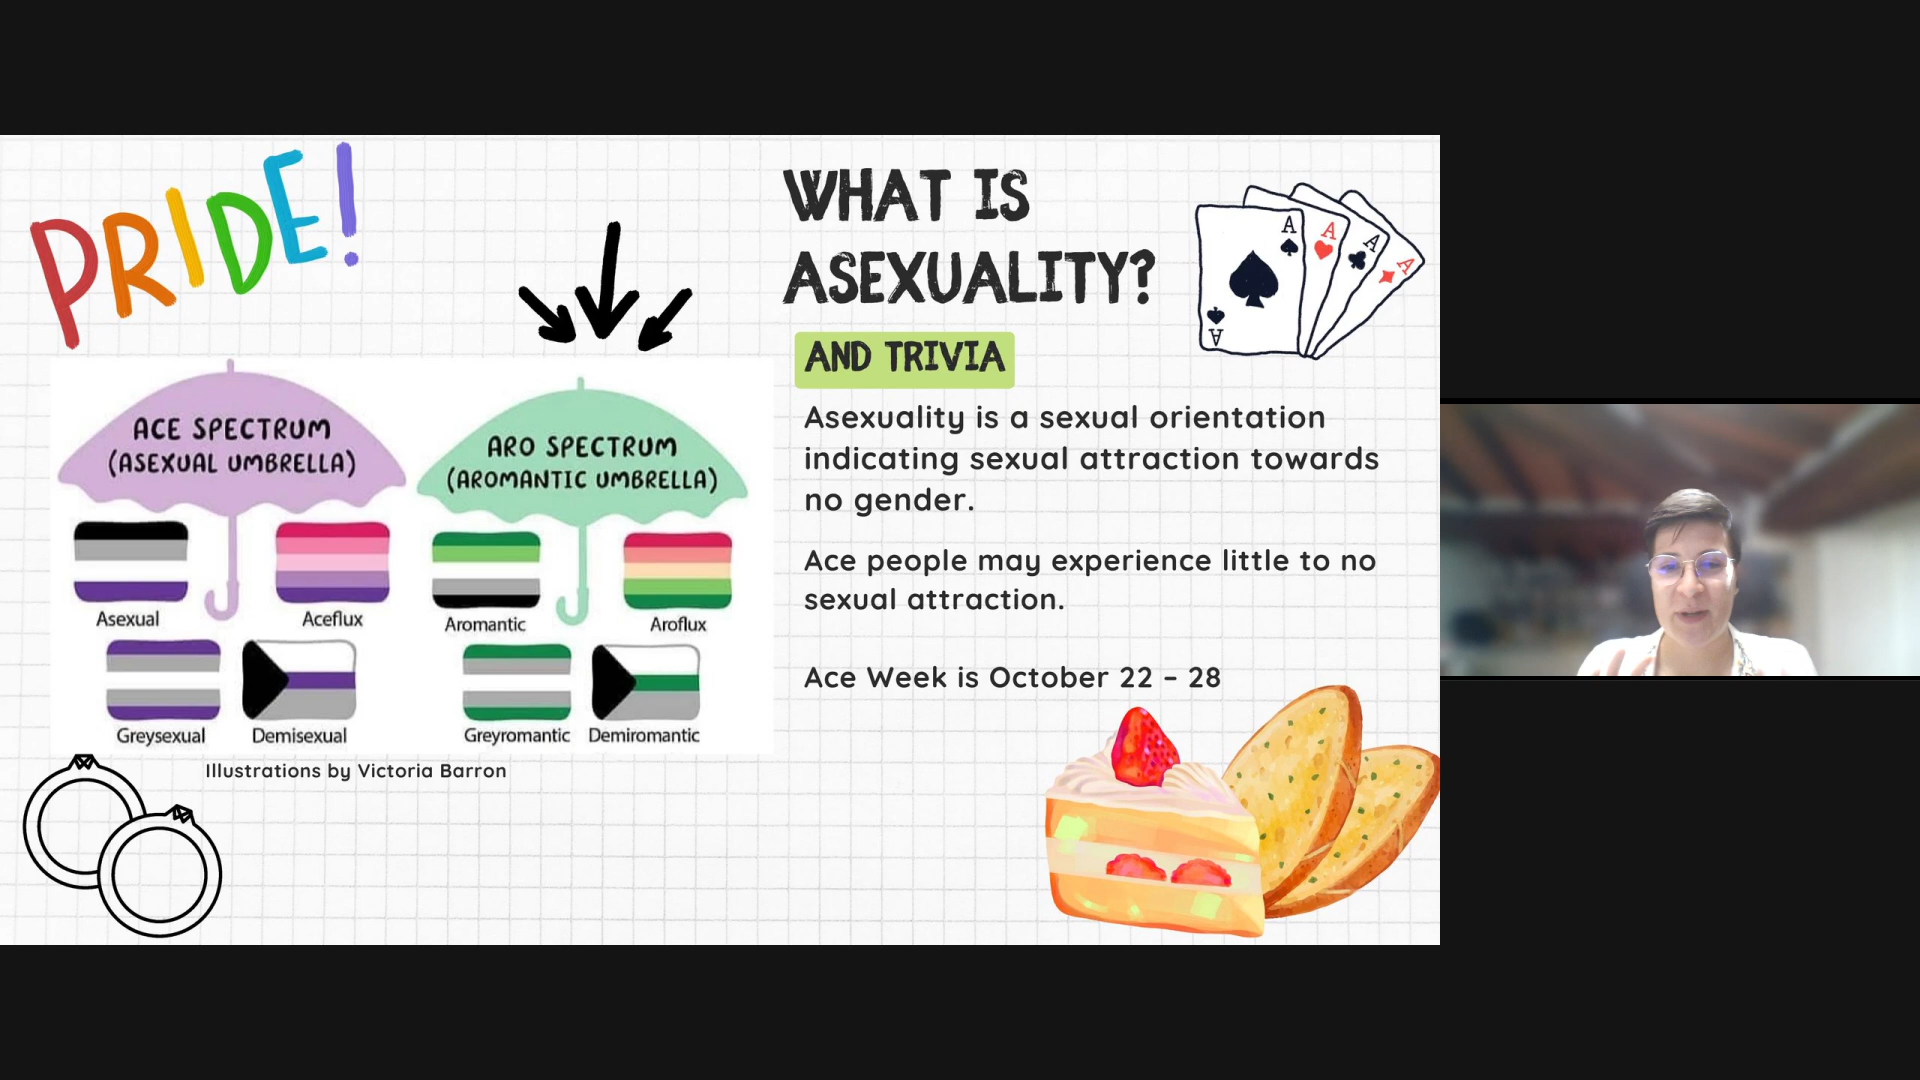 PRIDE!
WHAT IS
ASEXUALITY?
A A A A
A
AND TRIVIA
Asexuality is a sexual orientation
indicating sexual attraction towards
no gender.
Ace people may experience little to no
sexual attraction.
Ace Week is October 22 – 28
ACE SPECTRUM
(ASEXUAL UMBRELLA)
Asexual
Aceflux
Greysexual
Demisexual
ARO SPECTRUM
(AROMANTIC UMBRELLA)
Aromantic
Aroflux
Greyromantic
Demiromantic
Illustrations by Victoria Barron